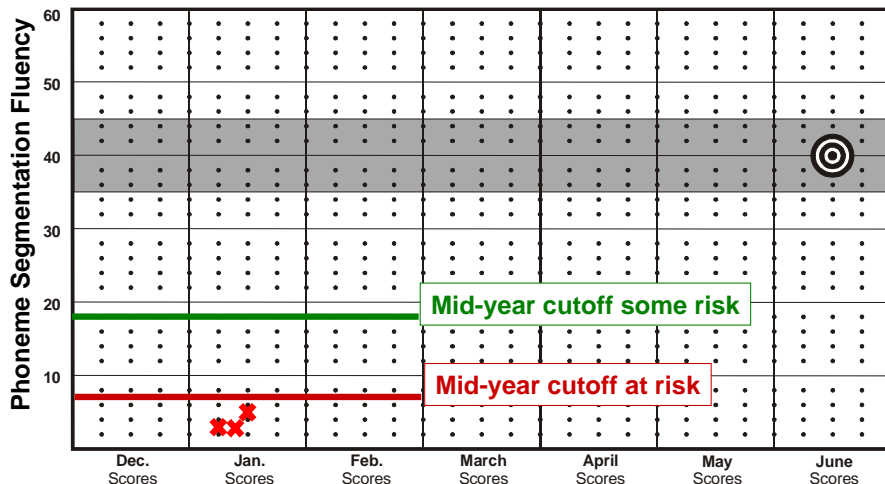 Phoneme Segmentation Fluency
60
50
40
30
20
10
Mid-year cutoff some risk
Mid-year cutoff at risk
Dec.
Scores
Jan.
Scores
Feb.
Scores
March
Scores
April
Scores
May
Scores
June
Scores